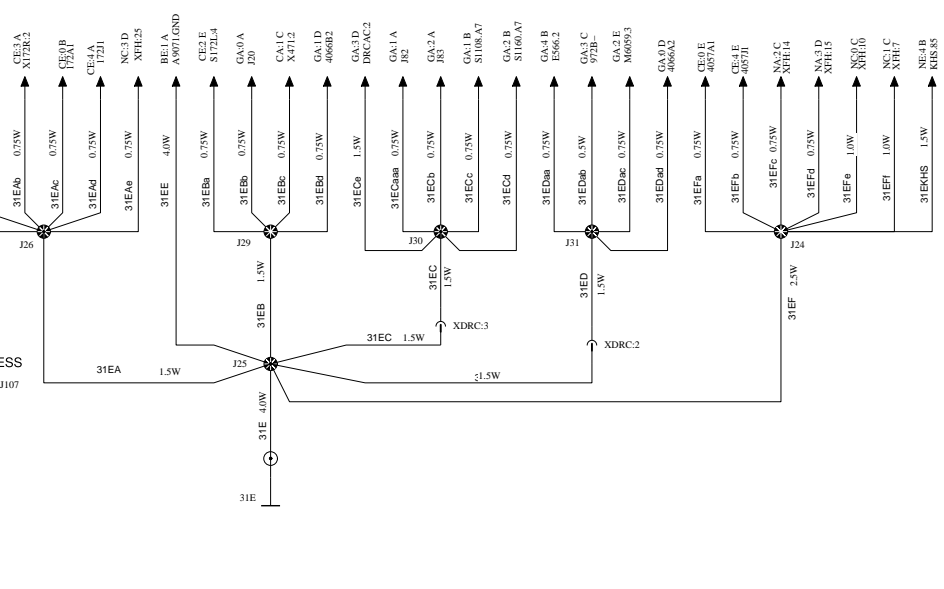 CE:3 A
X172R:2
CE:0 B
172A1
CE:4 A
172J1
NC:3 D
XFH:25
BE:1 A
A9071.GND
CE:2 E
S172L:4
GA:0 A
J20
CA:1 C
X471:2
GA:1 D
4066B2
GA:3 D
DRCAC:2
GA:1 A
J82
GA:2 A
J83
GA:1 B
S1108.A7
GA:2 B
S1160.A7
GA:4 B
E566.2
GA:3 C
972B−
GA:2 E
M6059.3
GA:0 D
4066A2
CE:0 E
4057A1
CE:4 E
4057J1
NA:2 C
XFH:14
NA:3 D
XFH:15
NC:0 C
XFH:10
NC:1 C
XFH:7
NE:4 B
KHS.85
31EAb 0.75W
31EAc 0.75W
31EAd 0.75W
31EAe 0.75W
31EE 4.0W
31EBa 0.75W
31EBb 0.75W
31EBc 0.75W
31EBd 0.75W
31ECe 1.5W
31ECaaa 0.75W
31ECb 0.75W
31ECc 0.75W
31ECd 0.75W
31EDaa 0.75W
31EDab 0.5W
31EDac 0.75W
31EDad 0.75W
31EFa 0.75W
31EFb 0.75W
31EFc 0.75W
31EFd 0.75W
31EFe 1.0W
31EFf 1.0W
31EKHS 1.5W
J26
J29
J30
J31
J24
31EB 1.5W
31EC 1.5W
31ED 1.5W
31EF 2.5W
XDRC:3
XDRC:2
31EC 1.5W
J25
ESS
J107
31EA 1.5W
1.5W
31E 4.0W
31E